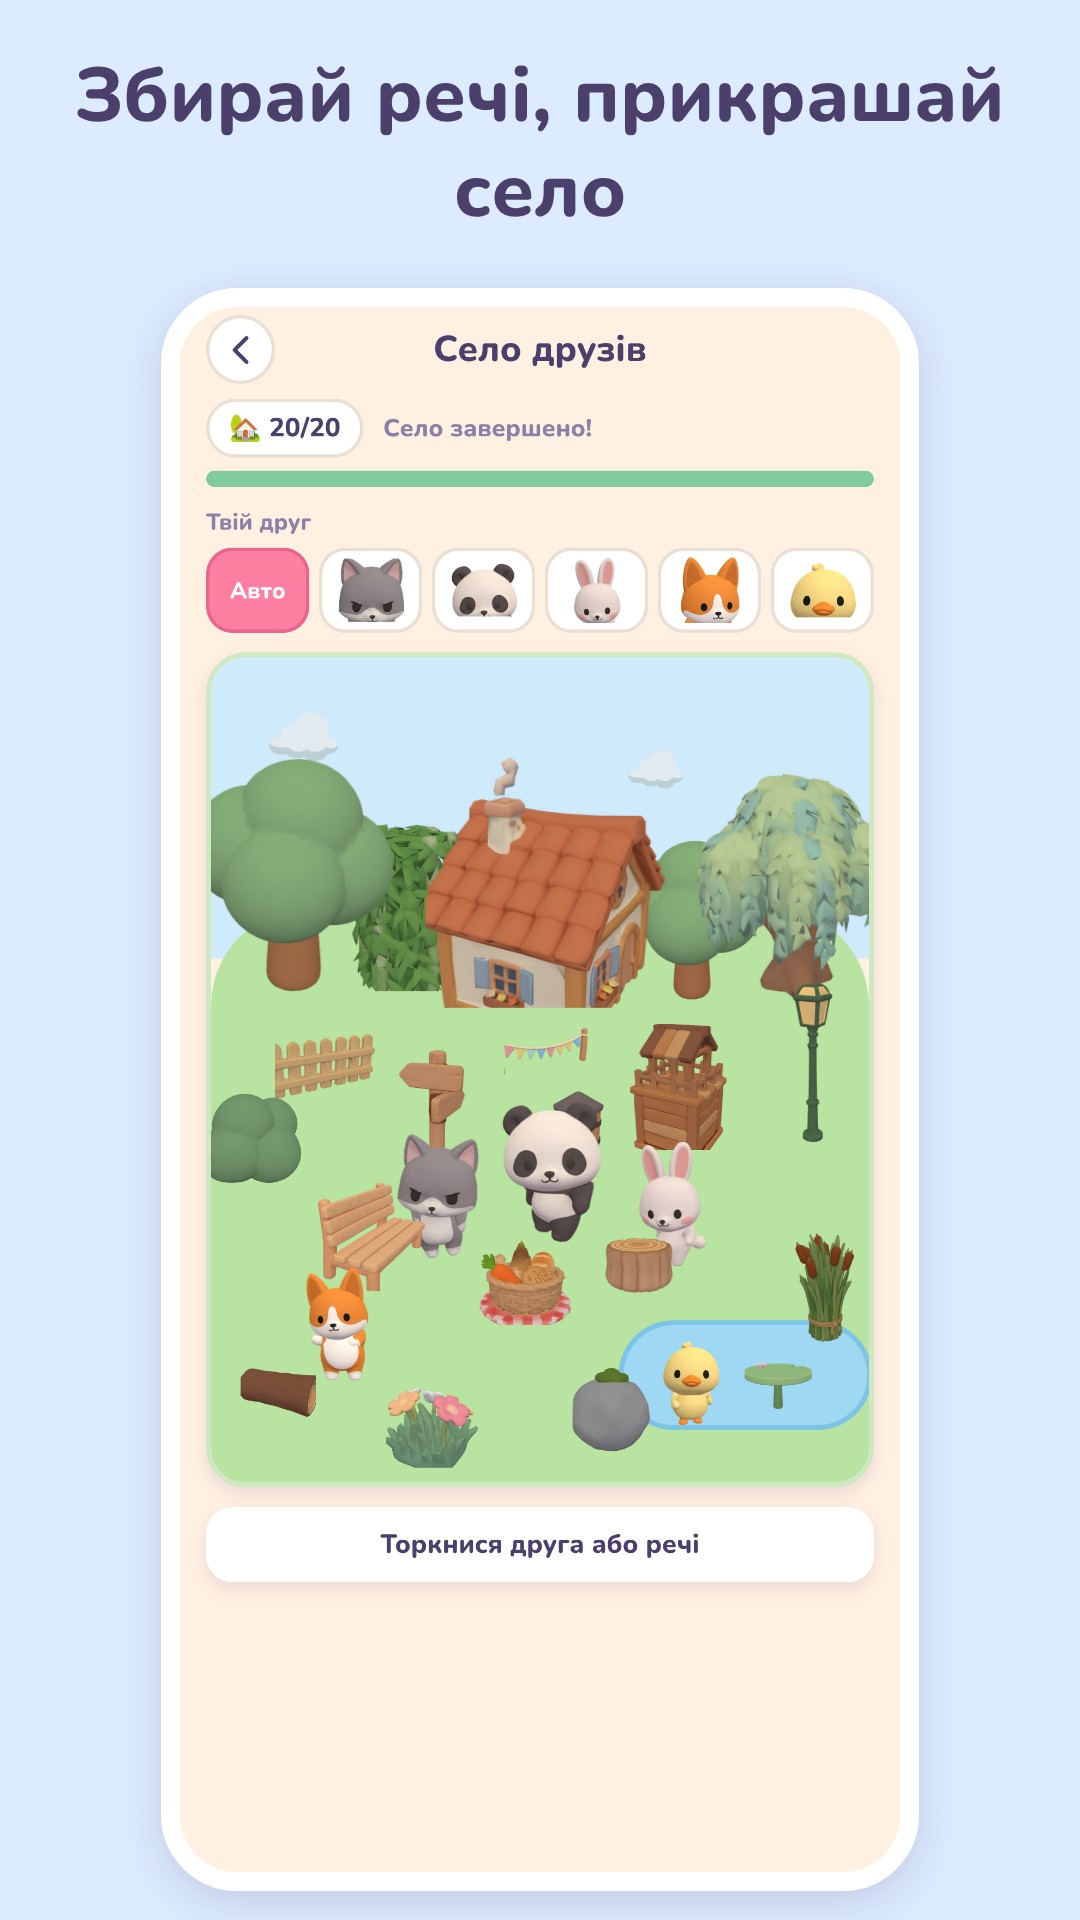 Збирай речі, прикрашай
село
Село друзів
20/20
Село завершено!
Твій друг
Авто
Торкнися друга або речі